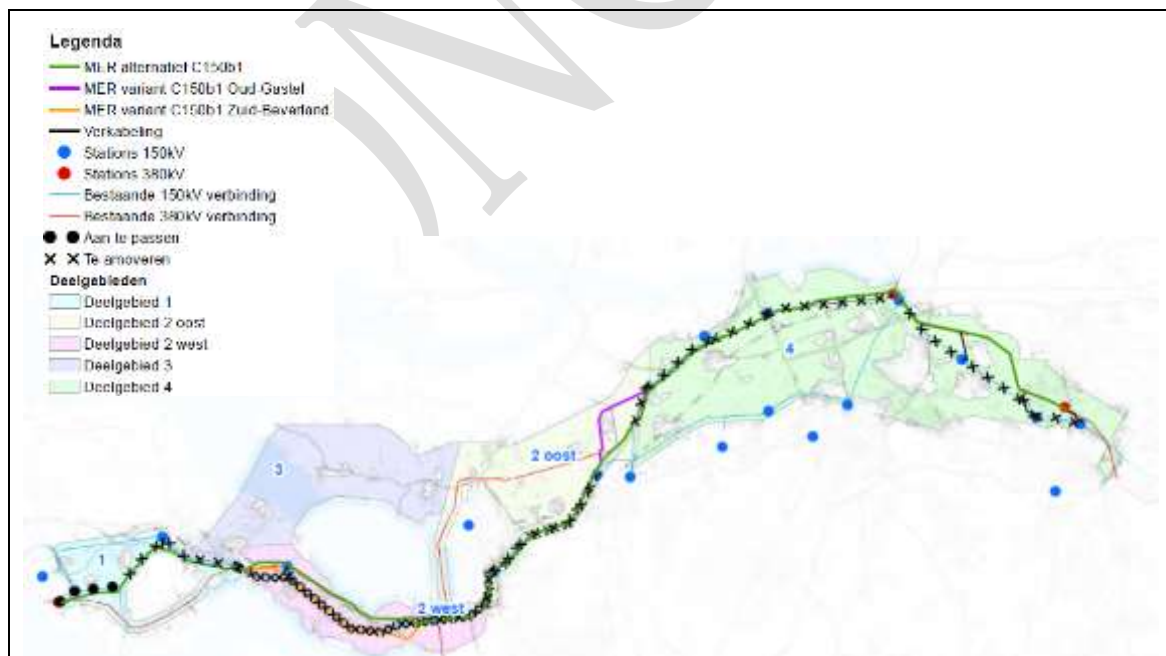 Legenda
MER alternatief C150b1
MER variant C150b1 Oud-Gastel
MER variant C150b1 Zuid-Beverland
Verkabeling
Stations 150kV
Stations 380kV
Bestaande 150kV verbinding
Bestaande 380kV verbinding
Aan te passen
Te amoveren
Deelgebieden
Deelgebied 1
Deelgebied 2 oost
Deelgebied 2 west
Deelgebied 3
Deelgebied 4
4
2 oost
3
1
2 west